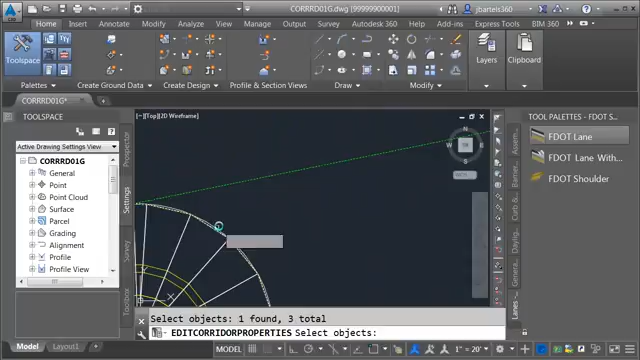 CORRRD01G.dwg [99999900001]
jbartels360
Home
Insert
Annotate
Modify
Analyze
View
Manage
Output
Survey
Autodesk 360
Help
Add-ins
Express Tools
BIM 360
Toolspace
Layers
Clipboard
Palettes
Create Ground Data
Create Design
Profile & Section Views
Draw
Modify
CORRRD01G*
TOOLSPACE
Active Drawing Settings View
CORRRD01G
General
Point
Point Cloud
Surface
Parcel
Grading
Alignment
Profile
Profile View
Prospector
Settings
Survey
Toolbox
[−][Top][2D Wireframe]
N
W
E
S
TOP
TOOL PALETTES - FDOT S
FDOT Lane
FDOT Lane With...
FDOT Shoulder
Select objects: 1 found, 3 total
EDITCORRIDORPROPERTIES Select objects:
Model
Layout1
MODEL
1" = 20'